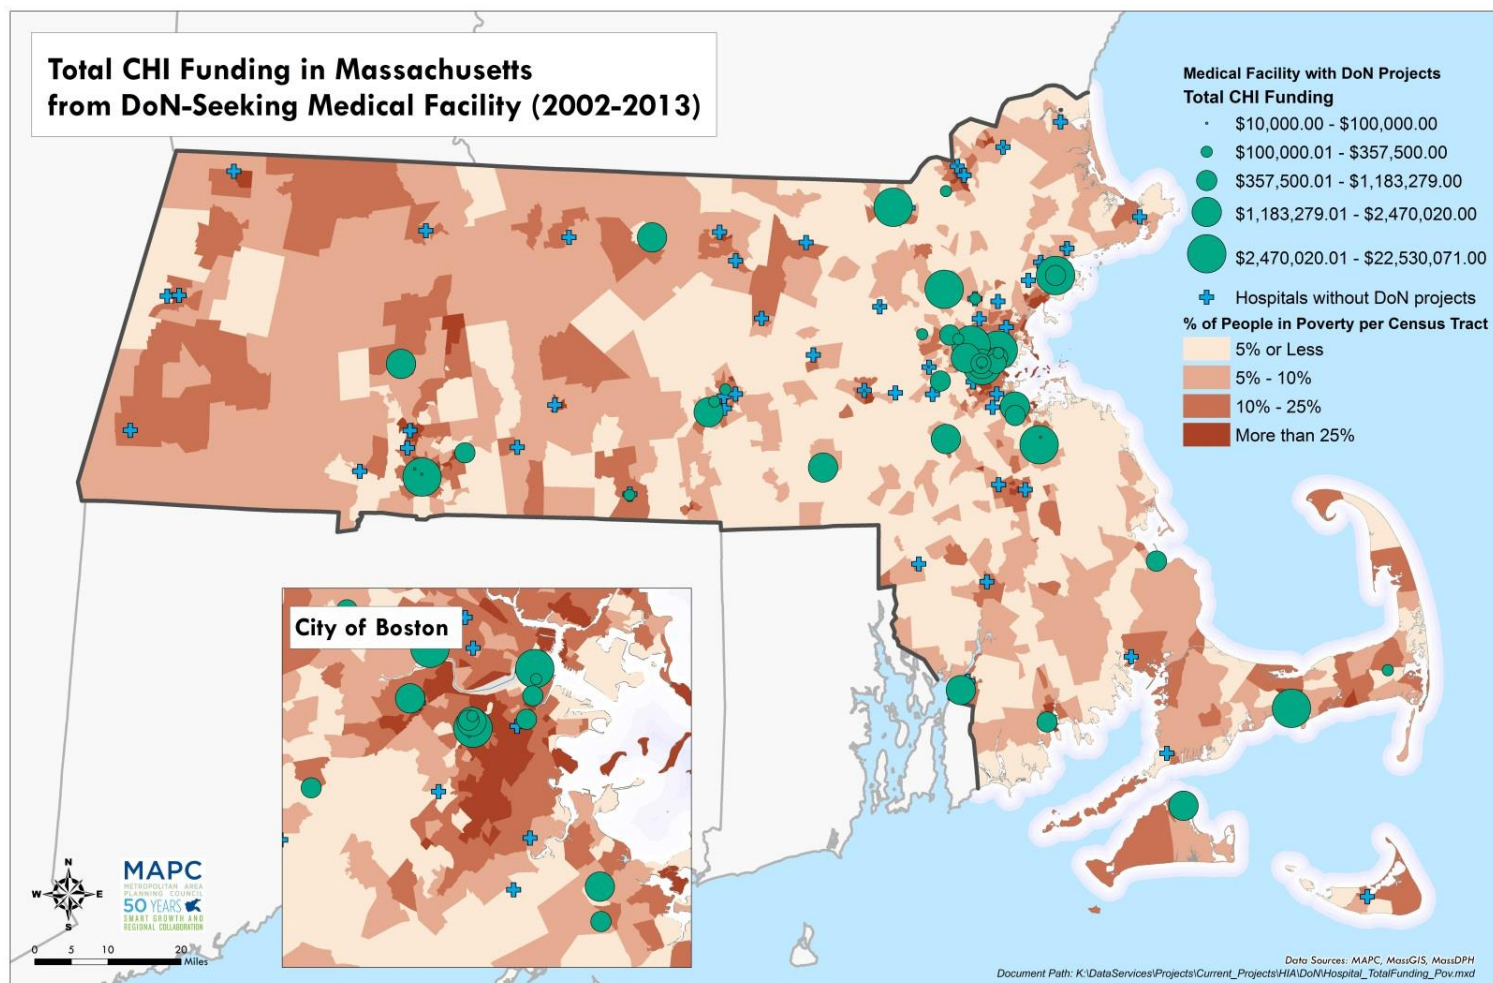 Total CHI Funding in Massachusetts
from DoN-Seeking Medical Facility (2002-2013)
Medical Facility with DoN Projects
Total CHI Funding
$10,000.00 - $100,000.00
$100,000.01 - $357,500.00
$357,500.01 - $1,183,279.00
$1,183,279.01 - $2,470,020.00
$2,470,020.01 - $22,530,071.00
Hospitals without DoN projects
% of People in Poverty per Census Tract
5% or Less
5% - 10%
10% - 25%
More than 25%
City of Boston
N
W E
S
MAPC
METROPOLITAN AREA
PLANNING COUNCIL
50 YEARS
SMART GROWTH AND
REGIONAL COLLABORATION
0 5 10 20
Miles
Data Sources: MAPC, MassGIS, MassDPH
Document Path: K:\DataServices\Projects\Current_Projects\HIA\DoN\Hospital_TotalFunding_Pov.mxd